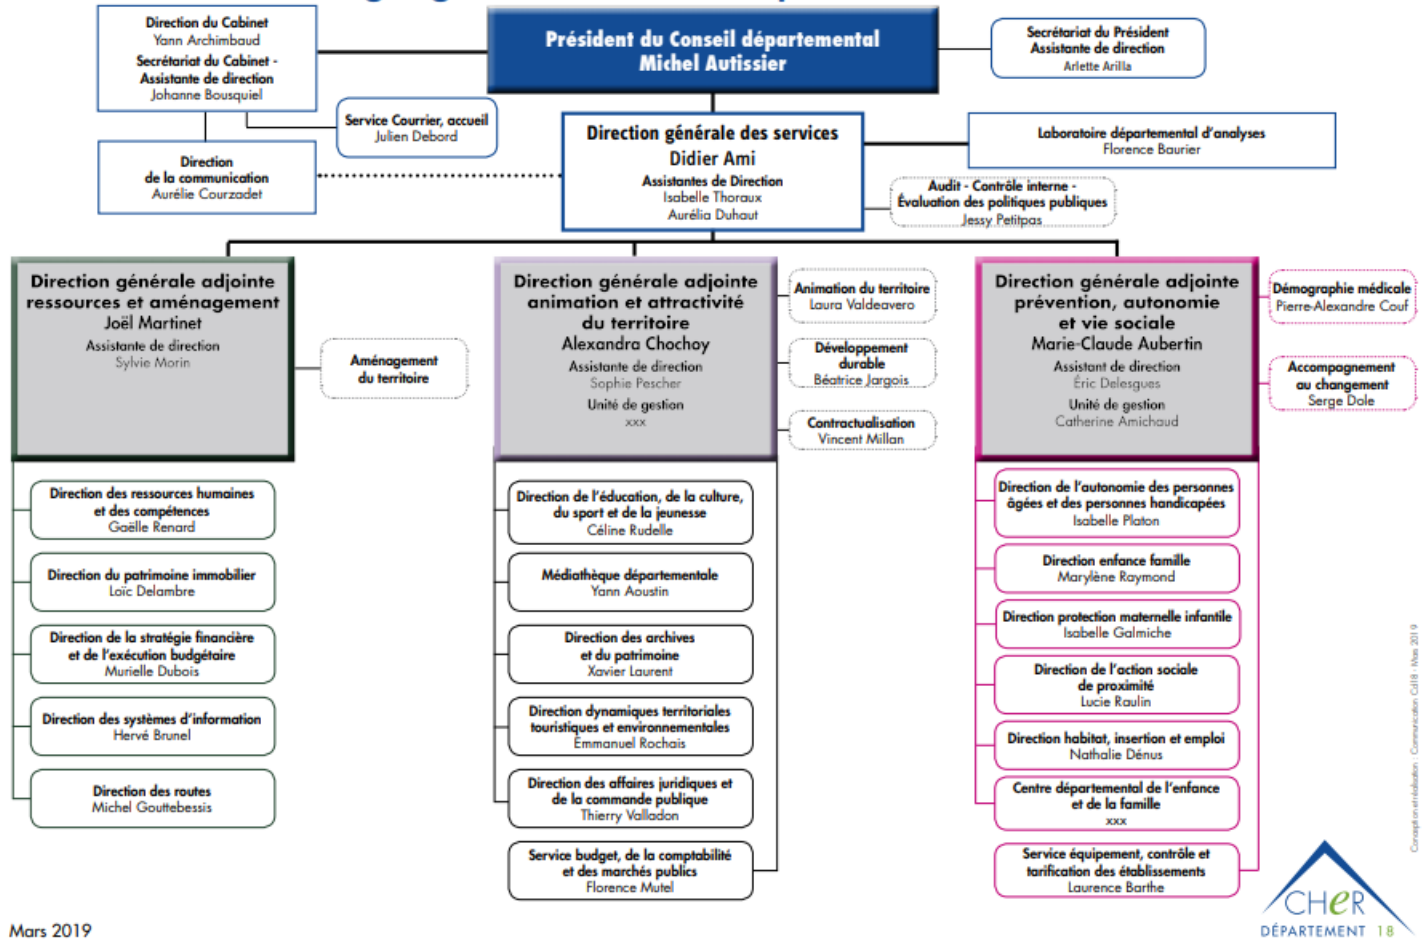 Direction du Cabinet
Yann Archimbaud
Secrétariat du Cabinet -
Assistante de direction
Johanne Bousquiel
Président du Conseil départemental
Michel Autissier
Secrétariat du Président
Assistante de direction
Arlette Arilla
Service Courrier, accueil
Julien Debord
Direction
de la communication
Aurélie Courzadet
Direction générale des services
Didier Ami
Assistantes de Direction
Isabelle Thoraux
Aurélia Duhaut
Laboratoire départemental d'analyses
Florence Baurier
Audit - Contrôle interne -
Évaluation des politiques publiques
Jessy Petitpas
Direction générale adjointe
ressources et aménagement
Joël Martinet
Assistante de direction
Sylvie Morin
Aménagement
du territoire
Direction des ressources humaines
et des compétences
Gaëlle Renard
Direction du patrimoine immobilier
Loïc Delambre
Direction de la stratégie financière
et de l'exécution budgétaire
Murielle Dubois
Direction des systèmes d'information
Hervé Brunel
Direction des routes
Michel Gouttebessis
Direction générale adjointe
animation et attractivité
du territoire
Alexandra Chochoy
Assistante de direction
Sophie Pescher
Unité de gestion
xxx
Animation du territoire
Laura Valdeavero
Développement
durable
Béatrice Jargois
Contractualisation
Vincent Millan
Direction de l'éducation, de la culture,
du sport et de la jeunesse
Céline Rudelle
Médiathèque départementale
Yann Aoustin
Direction des archives
et du patrimoine
Xavier Laurent
Direction dynamiques territoriales
touristiques et environnementales
Emmanuel Rochais
Direction des affaires juridiques et
de la commande publique
Thierry Valladon
Service budget, de la comptabilité
et des marchés publics
Florence Mutel
Direction générale adjointe
prévention, autonomie
et vie sociale
Marie-Claude Aubertin
Assistant de direction
Éric Delesgues
Unité de gestion
Catherine Amichaud
Démographie médicale
Pierre-Alexandre Couf
Accompagnement
au changement
Serge Dole
Direction de l'autonomie des personnes
âgées et des personnes handicapées
Isabelle Platon
Direction enfance famille
Marylène Raymond
Direction protection maternelle infantile
Isabelle Galmiche
Direction de l'action sociale
de proximité
Lucie Raulin
Direction habitat, insertion et emploi
Nathalie Dénus
Centre départemental de l'enfance
et de la famille
xxx
Service équipement, contrôle et
tarification des établissements
Laurence Barthe
Conception et réalisation : Communication Cd18 - Mars 2019
CHeR
DÉPARTEMENT 18
Mars 2019